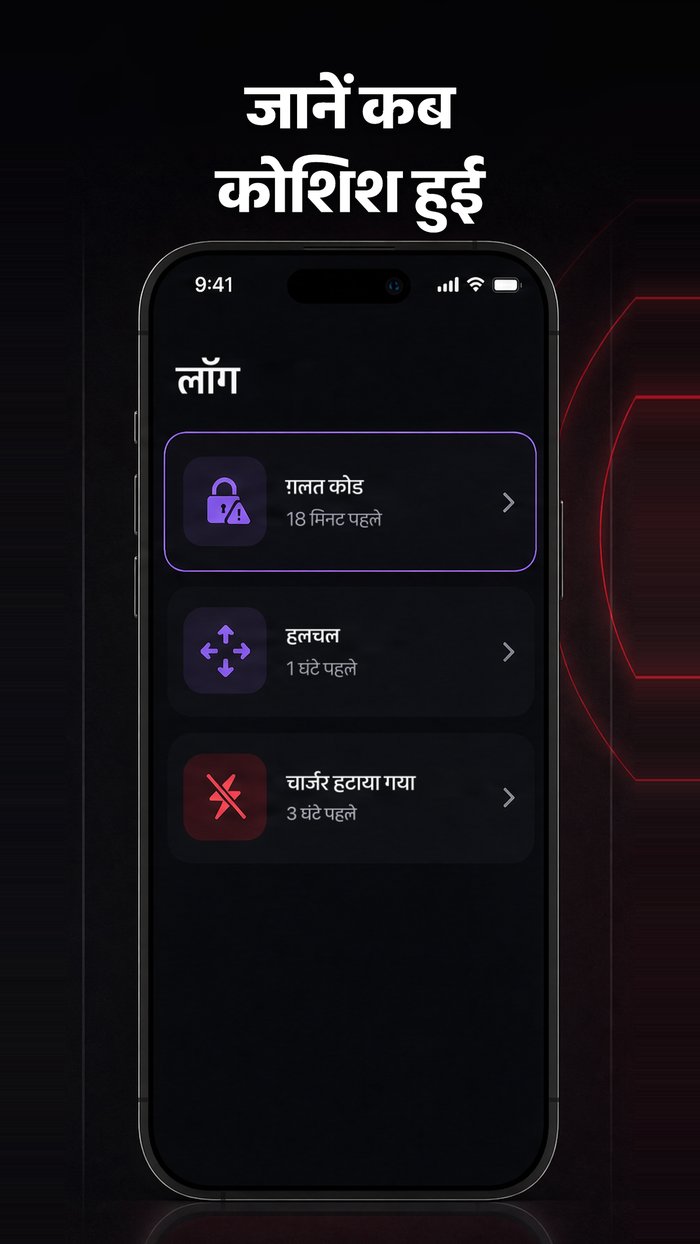 जानें कब
कोशिश हुई
9:41
लॉग
ग़लत कोड
18 मिनट पहले
हलचल
1 घंटे पहले
चार्जर हटाया गया
3 घंटे पहले